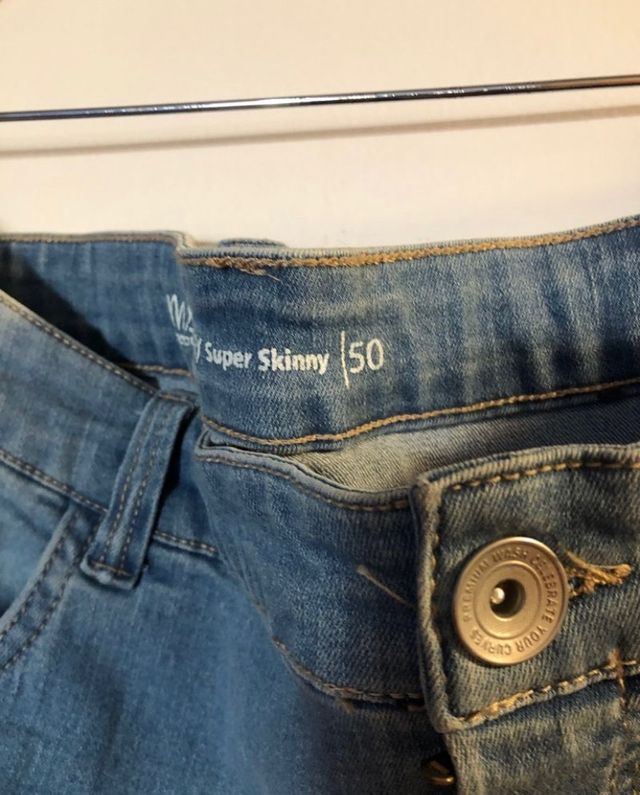 Super Skinny |50
PREMIUM WASH CELEBRATE YOUR CURVES